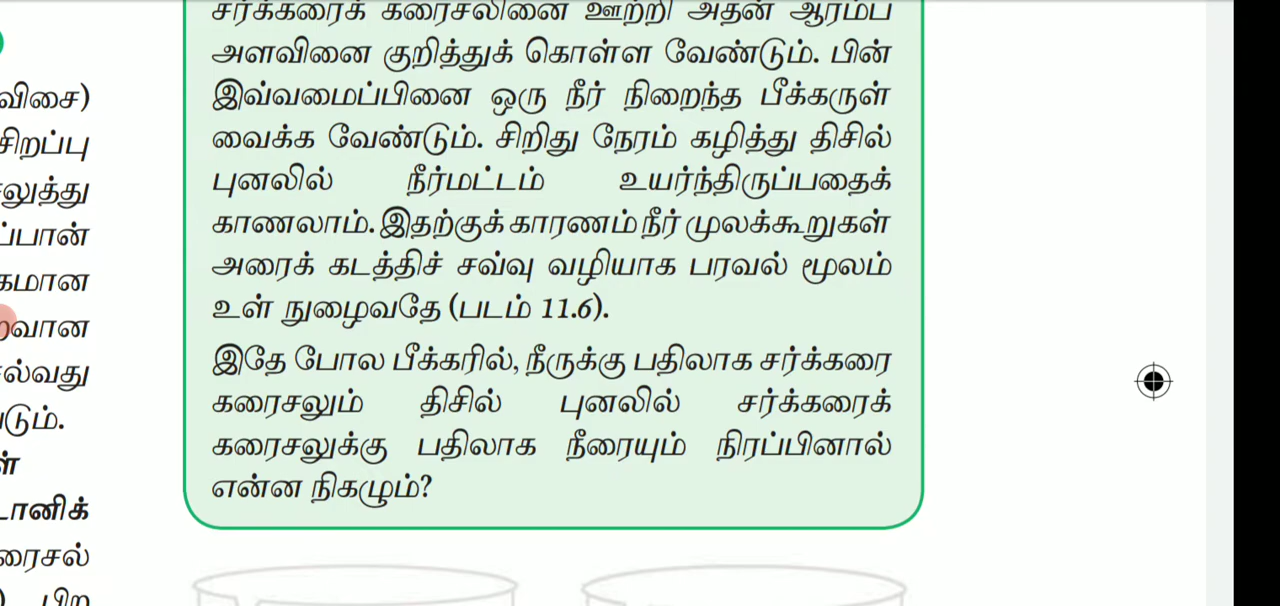 சர்க்கரைக் கரைசலினை ஊற்றி அதன் ஆரம்ப
அளவினை குறித்துக் கொள்ள வேண்டும். பின்
இவ்வமைப்பினை ஒரு நீர் நிறைந்த பீக்கருள்
வைக்க வேண்டும். சிறிது நேரம் கழித்து திசில்
புனலில் நீர்மட்டம் உயர்ந்திருப்பதைக்
காணலாம். இதற்குக் காரணம் நீர் முலக்கூறுகள்
அரைக் கடத்திச் சவ்வு வழியாக பரவல் மூலம்
உள் நுழைவதே (படம் 11.6).
இதே போல பீக்கரில், நீருக்கு பதிலாக சர்க்கரை
கரைசலும் திசில் புனலில் சர்க்கரைக்
கரைசலுக்கு பதிலாக நீரையும் நிரப்பினால்
என்ன நிகழும்?
விசை)
சிறப்பு
லுத்து
ப்பான்
கமான
றவான
ல்வது
டும்.
ள்
டானிக்
ரைசல்